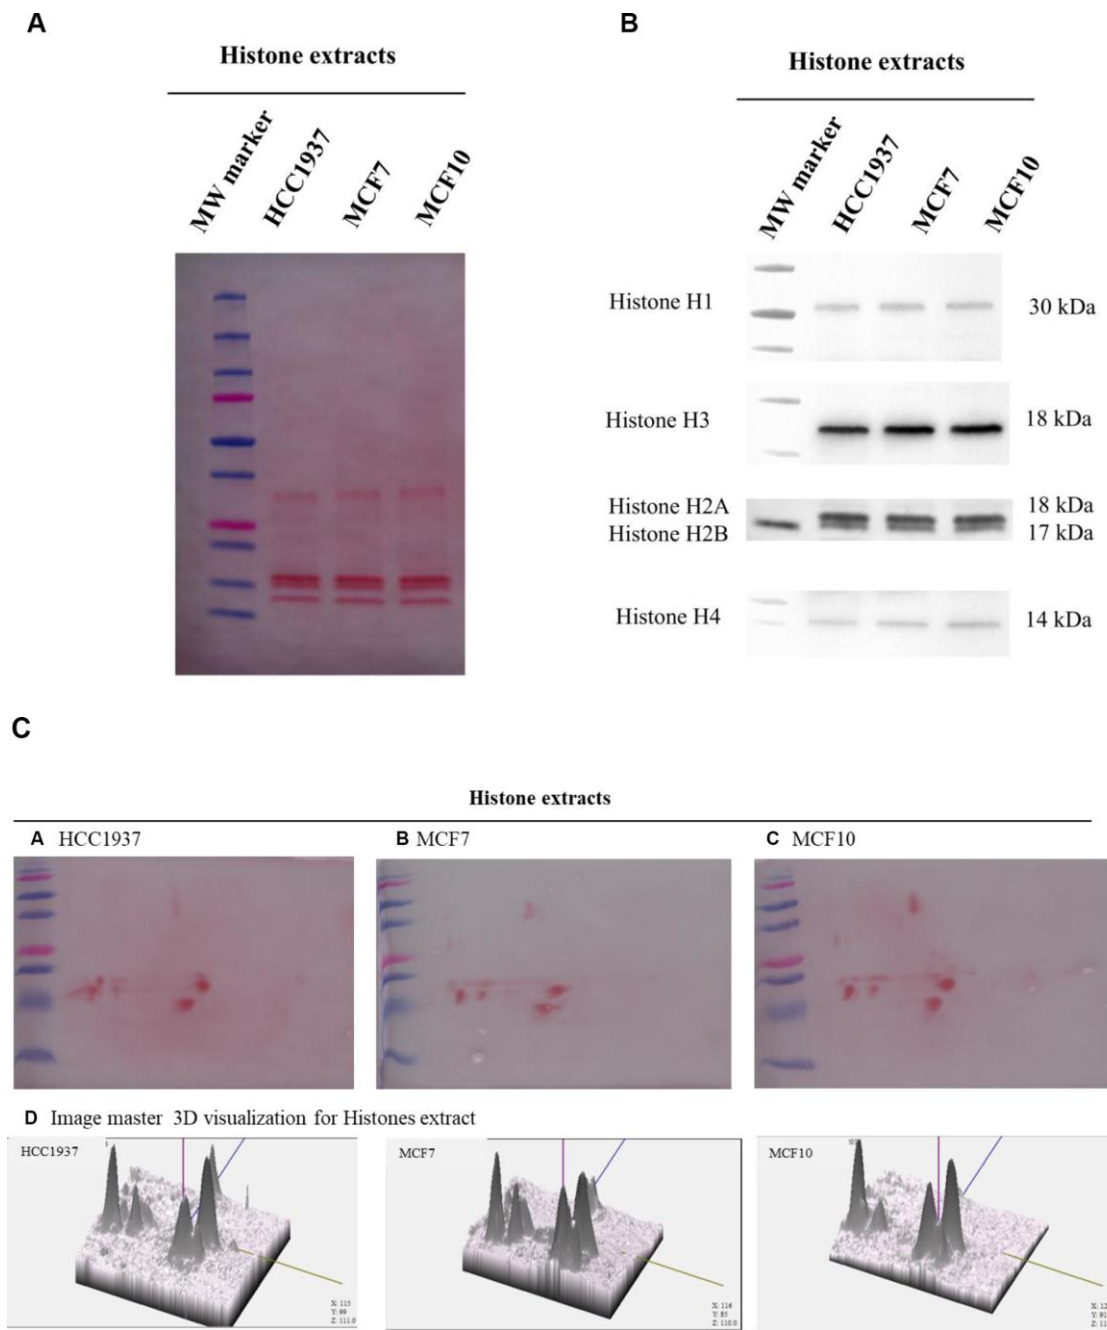 A
Histone extracts
MW marker
HCC1937
MCF7
MCF10
B
Histone extracts
MW marker
HCC1937
MCF7
MCF10
Histone H1
30 kDa
Histone H3
18 kDa
Histone H2A
18 kDa
Histone H2B
17 kDa
Histone H4
14 kDa
C
Histone extracts
A HCC1937
B MCF7
C MCF10
D Image master 3D visualization for Histones extract
HCC1937
X: 115
Y: 99
Z: 111.0
MCF7
X: 116
Y: 85
Z: 110.0
MCF10
X: 12
Y: 91
Z: 11